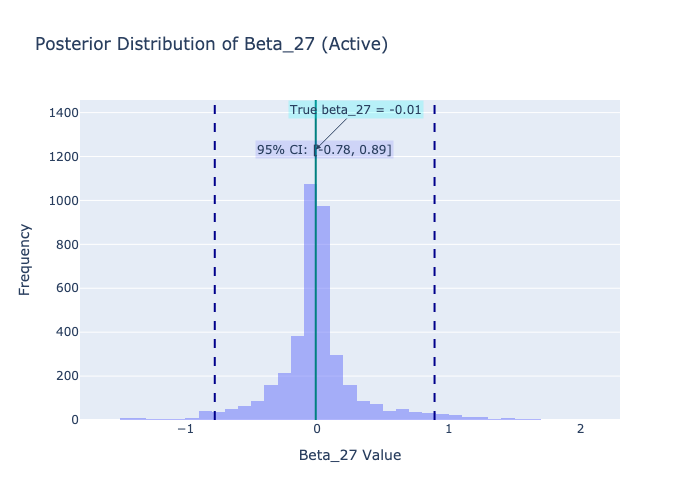 Posterior Distribution of Beta_27 (Active)
True beta_27 = -0.01
95% CI: [-0.78, 0.89]
1400
1200
1000
800
600
400
200
0
Frequency
−1
0
1
2
Beta_27 Value